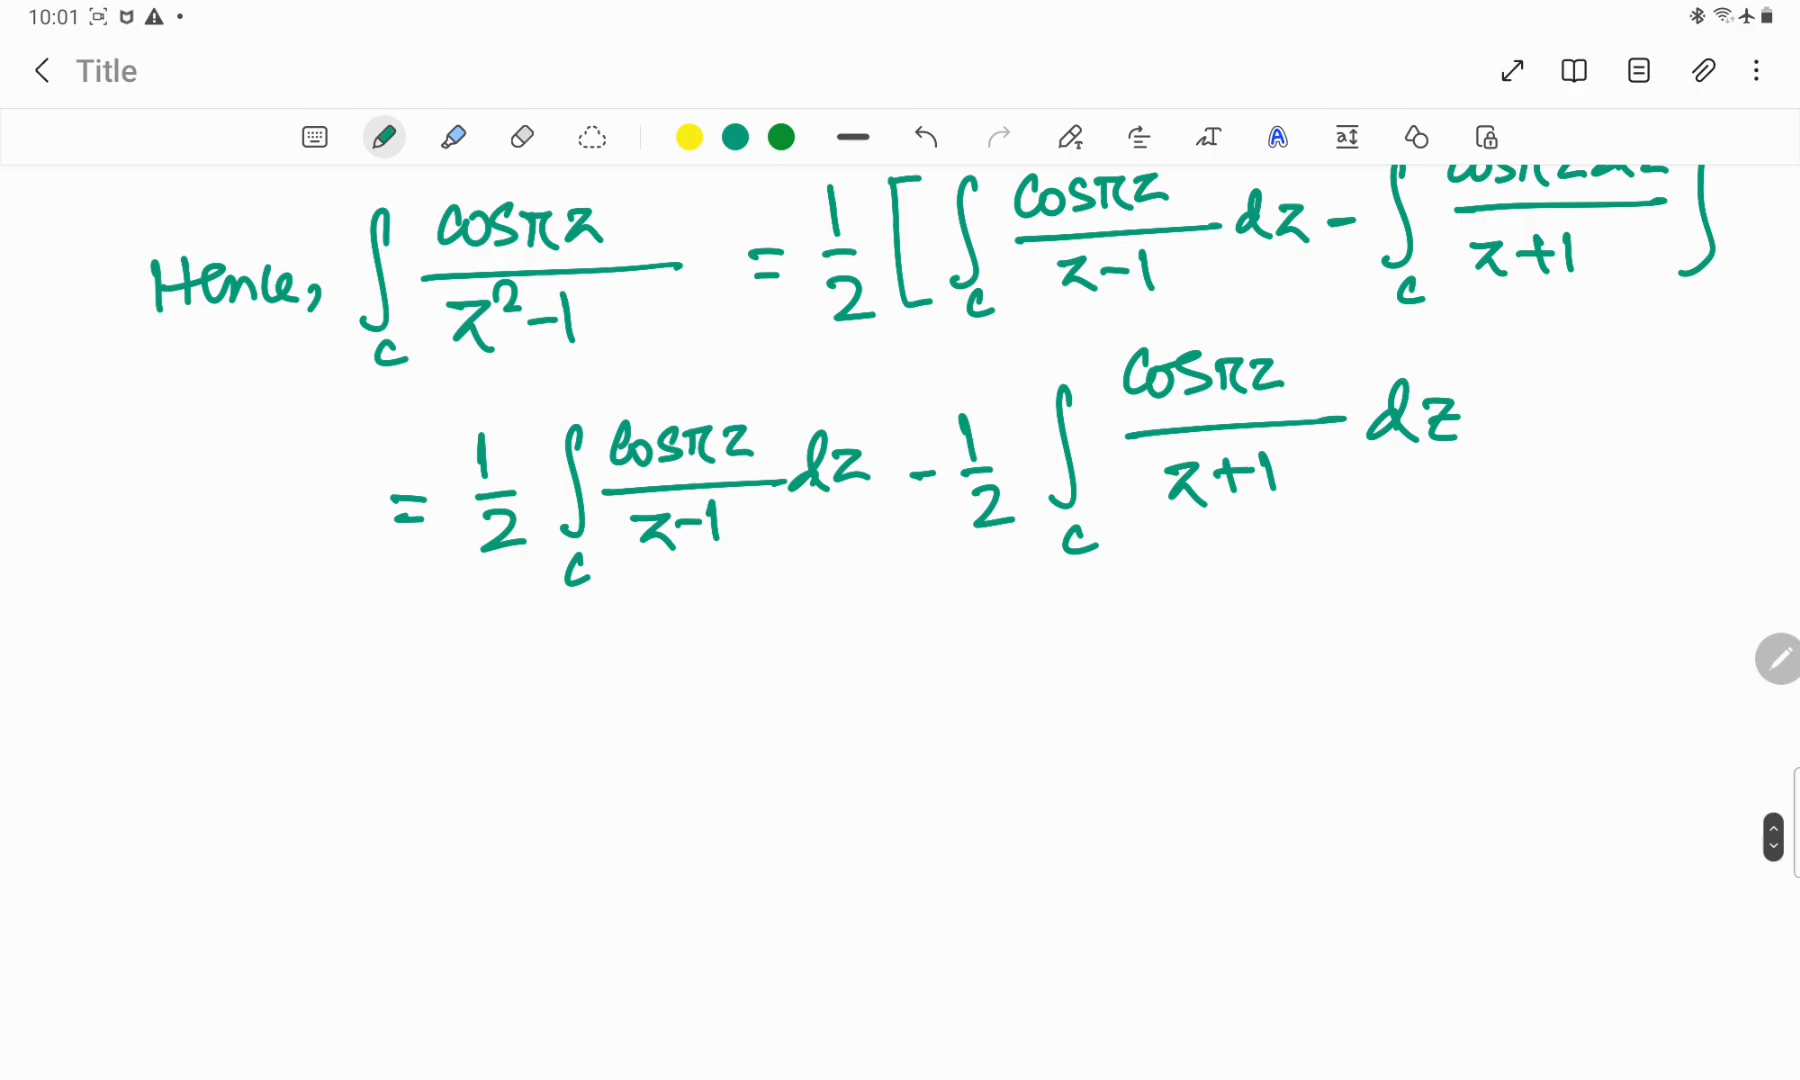 10:01
Title
Hence, ∫_c cosπz / z²-1 = 1/2 [ ∫_c cosπz / z-1 dz - ∫_c cosπzdz / z+1 ]
= 1/2 ∫_c cosπz / z-1 dz - 1/2 ∫_c cosπz / z+1 dz